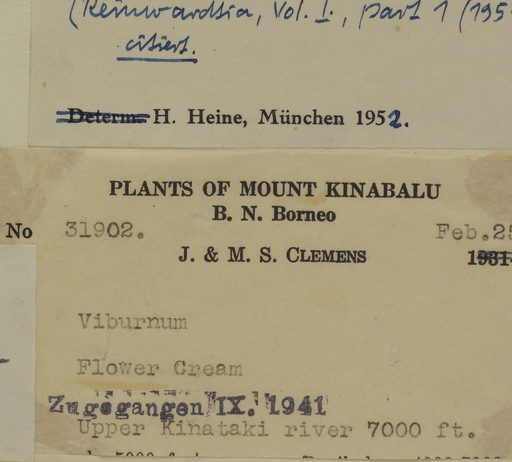 (Reinwardtia, Vol. I., part 1 (195
citiert.
Determ. H. Heine, München 1952.
PLANTS OF MOUNT KINABALU
B. N. Borneo
No 31902. Feb.25
J. & M. S. CLEMENS
1931-
Viburnum
Flower Cream
Zugegangen IX. 1941
Upper Kinataki river 7000 ft.